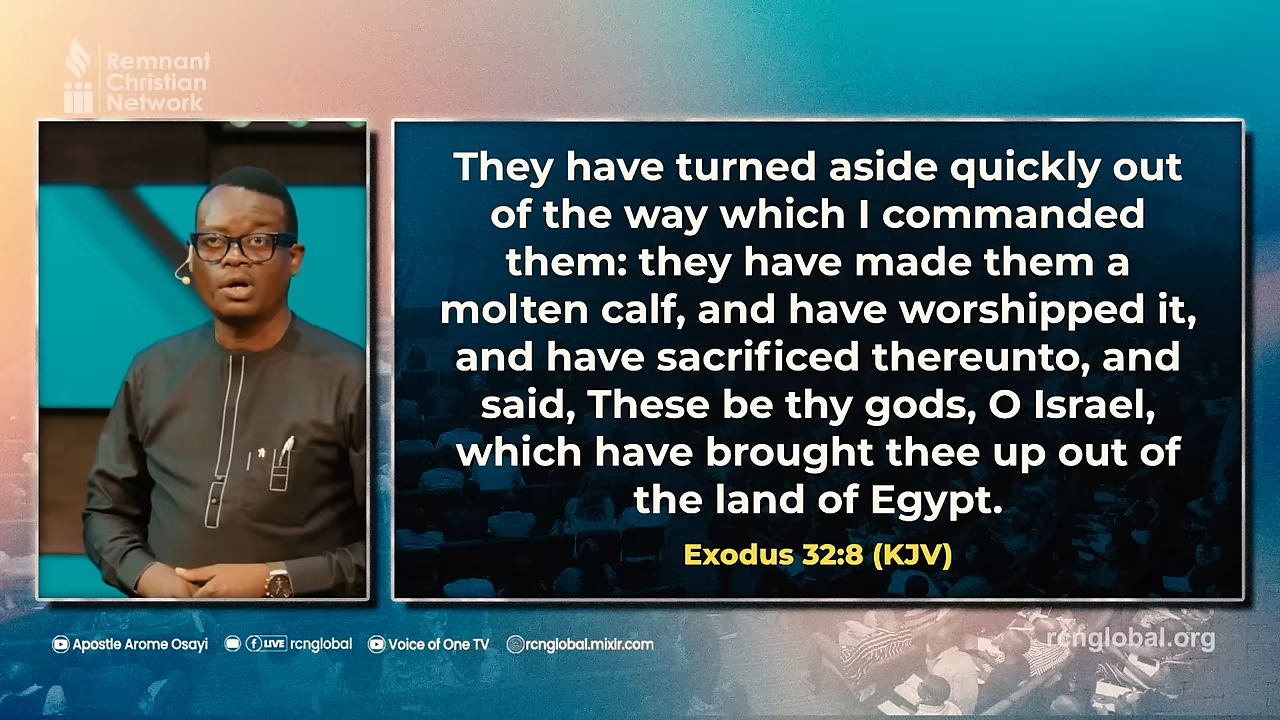 Remnant
Christian
Network
They have turned aside quickly out
of the way which I commanded
them: they have made them a
molten calf, and have worshipped it,
and have sacrificed thereunto, and
said, These be thy gods, O Israel,
which have brought thee up out of
the land of Egypt.
Exodus 32:8 (KJV)
Apostle Arome Osayi
f LIVE rcnglobal
Voice of One TV
rcnglobal.mixlr.com
rcnglobal.org